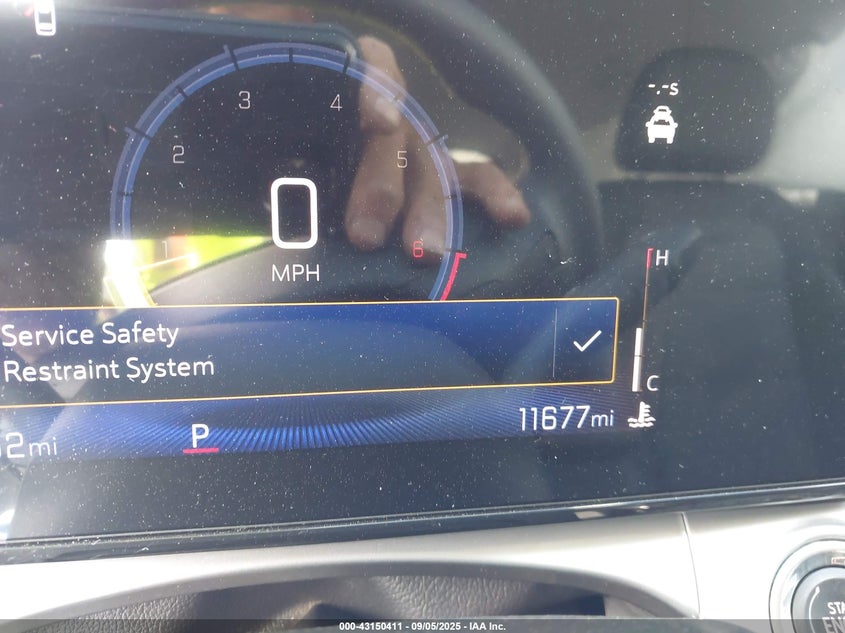 -.-s
3
4
2
5
0
1
6
MPH
H
Service Safety
Restraint System
C
11677mi
2mi
P
000-43150411 - 09/05/2025 - IAA Inc.